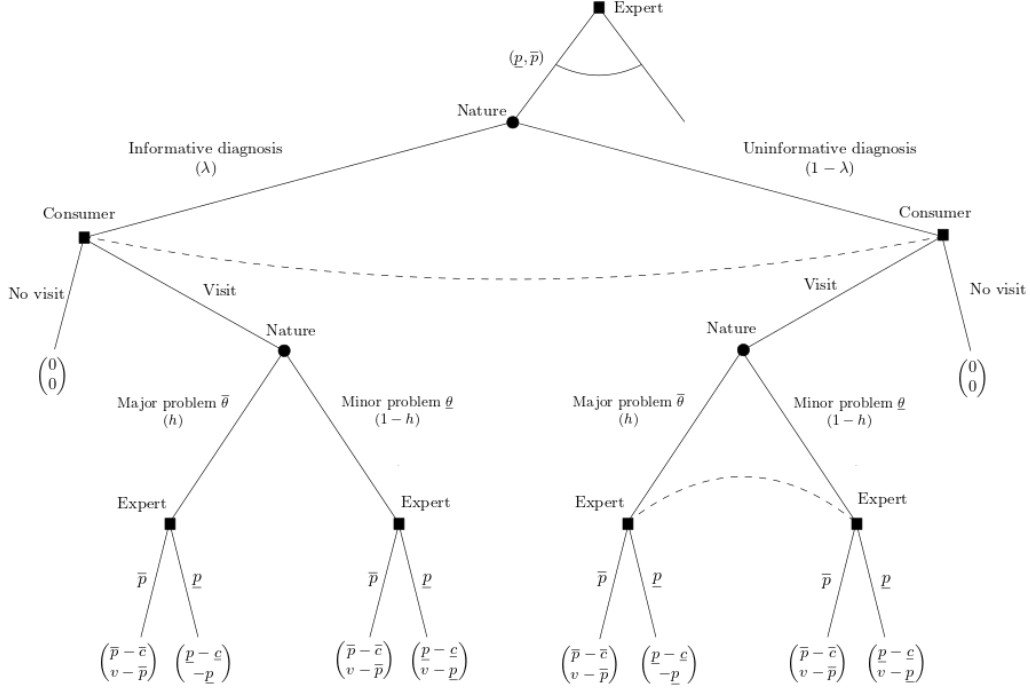 Expert
(p̲, p̅)
Nature
Informative diagnosis
(λ)
Uninformative diagnosis
(1 − λ)
Consumer
Consumer
No visit
Visit
Visit
No visit
Nature
Nature
(0
0)
(0
0)
Major problem θ̅
(h)
Minor problem θ̲
(1 − h)
Major problem θ̅
(h)
Minor problem θ̲
(1 − h)
Expert
Expert
Expert
Expert
p̅ p̲ p̅ p̲ p̅ p̲ p̅ p̲
(p̅ − c̅
v − p̅)
(p̲ − c̲
-p̲)
(p̅ − c̅
v − p̅)
(p̲ − c̲
v − p̲)
(p̅ − c̅
v − p̅)
(p̲ − c̲
-p̲)
(p̅ − c̅
v − p̅)
(p̲ − c̲
v − p̲)